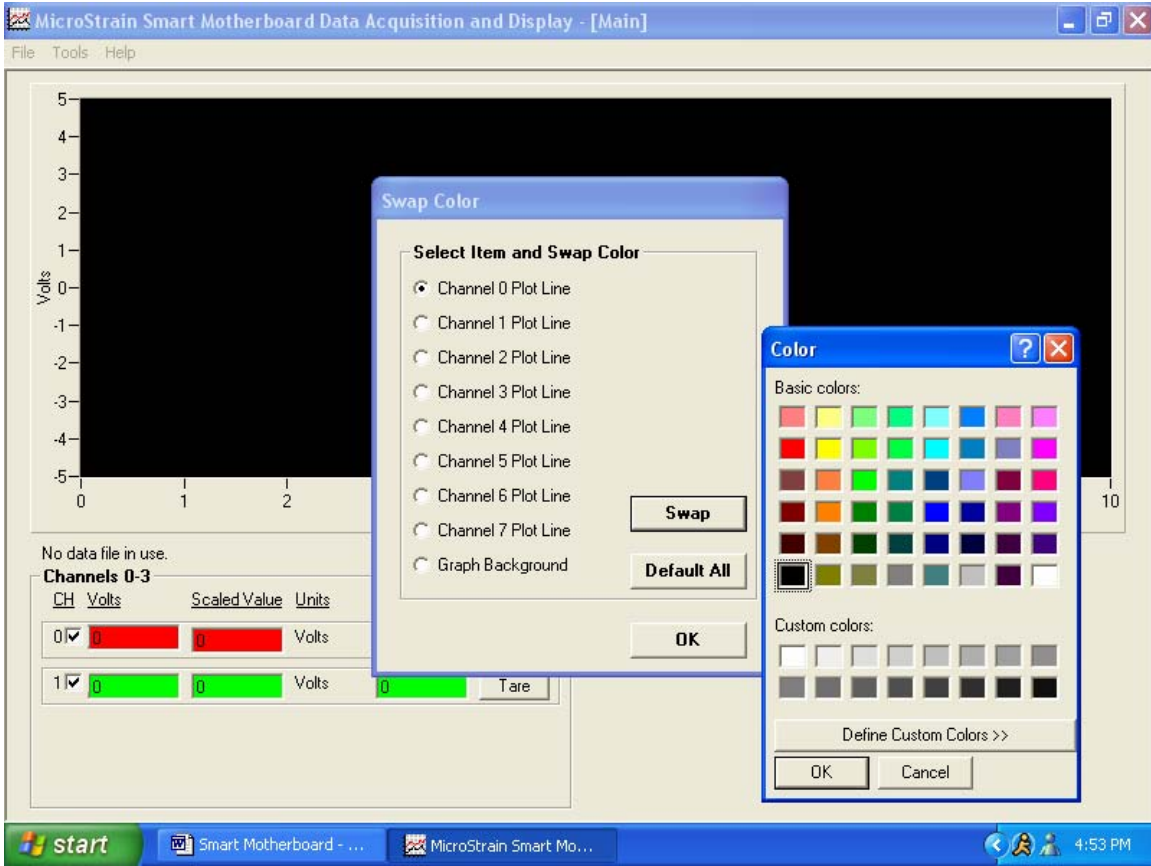 MicroStrain Smart Motherboard Data Acquisition and Display - [Main]
File Tools Help
5
4
3
2
1
0
-1
-2
-3
-4
-5
Volts
0 1 2 10
Swap Color
Select Item and Swap Color
Channel 0 Plot Line
Channel 1 Plot Line
Channel 2 Plot Line
Channel 3 Plot Line
Channel 4 Plot Line
Channel 5 Plot Line
Channel 6 Plot Line
Channel 7 Plot Line
Graph Background
Swap
Default All
OK
Color
Basic colors:
Custom colors:
Define Custom Colors >>
OK Cancel
No data file in use.
Channels 0-3
CH Volts Scaled Value Units
0 0 0 Volts
1 0 0 Volts 0 Tare
start Smart Motherboard - ... MicroStrain Smart Mo... 4:53 PM